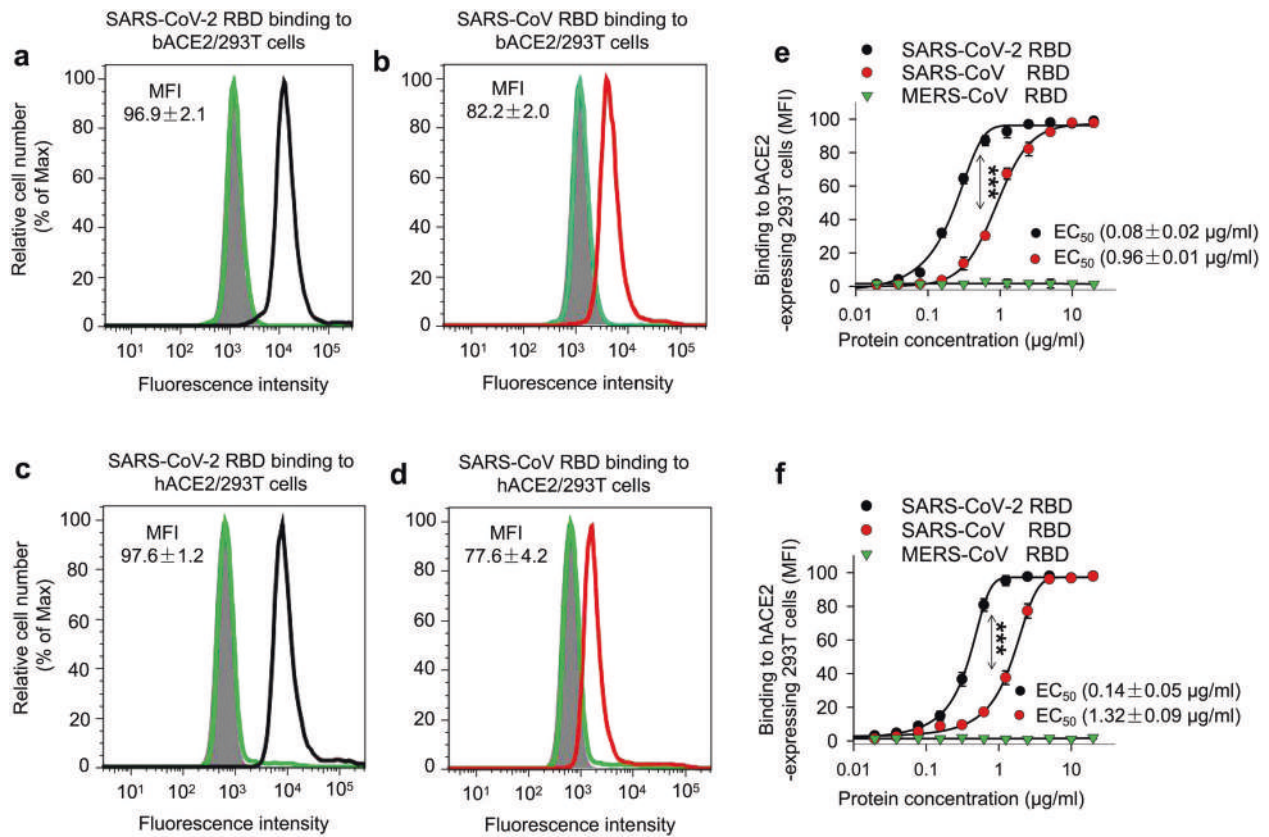 SARS-CoV-2 RBD binding to
bACE2/293T cells
a
MFI
96.9±2.1
Relative cell number
(% of Max)
100
80
60
40
20
0
10¹ 10² 10³ 10⁴ 10⁵
Fluorescence intensity
SARS-CoV RBD binding to
bACE2/293T cells
b
MFI
82.2±2.0
100
80
60
40
20
0
10¹ 10² 10³ 10⁴ 10⁵
Fluorescence intensity
e
SARS-CoV-2 RBD
SARS-CoV RBD
MERS-CoV RBD
Binding to bACE2
-expressing 293T cells (MFI)
100
80
60
40
20
0
***
EC₅₀ (0.08±0.02 µg/ml)
EC₅₀ (0.96±0.01 µg/ml)
0.01 0.1 1 10
Protein concentration (µg/ml)
SARS-CoV-2 RBD binding to
hACE2/293T cells
c
MFI
97.6±1.2
Relative cell number
(% of Max)
100
80
60
40
20
0
10¹ 10² 10³ 10⁴ 10⁵
Fluorescence intensity
SARS-CoV RBD binding to
hACE2/293T cells
d
MFI
77.6±4.2
100
80
60
40
20
0
10¹ 10² 10³ 10⁴ 10⁵
Fluorescence intensity
f
SARS-CoV-2 RBD
SARS-CoV RBD
MERS-CoV RBD
Binding to hACE2
-expressing 293T cells (MFI)
100
80
60
40
20
0
***
EC₅₀ (0.14±0.05 µg/ml)
EC₅₀ (1.32±0.09 µg/ml)
0.01 0.1 1 10
Protein concentration (µg/ml)